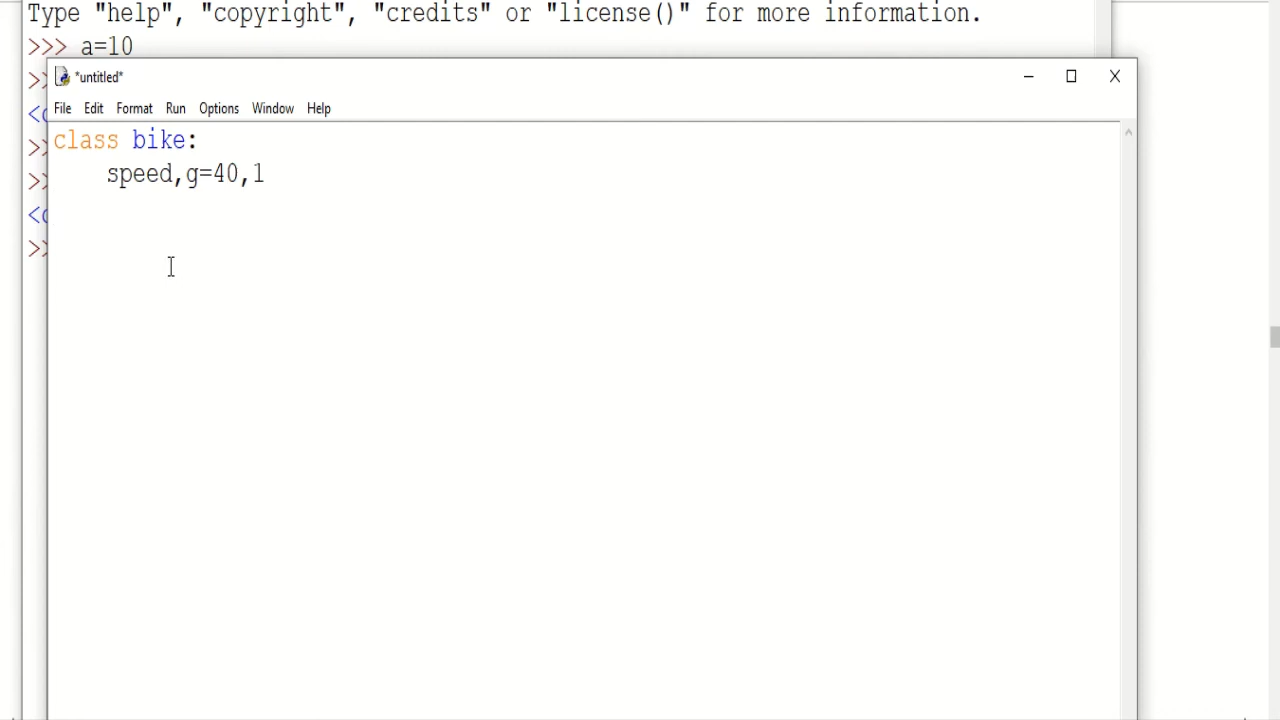 Type "help", "copyright", "credits" or "license()" for more information.
>>> a=10
*untitled*
File Edit Format Run Options Window Help
class bike:
    speed,g=40,1